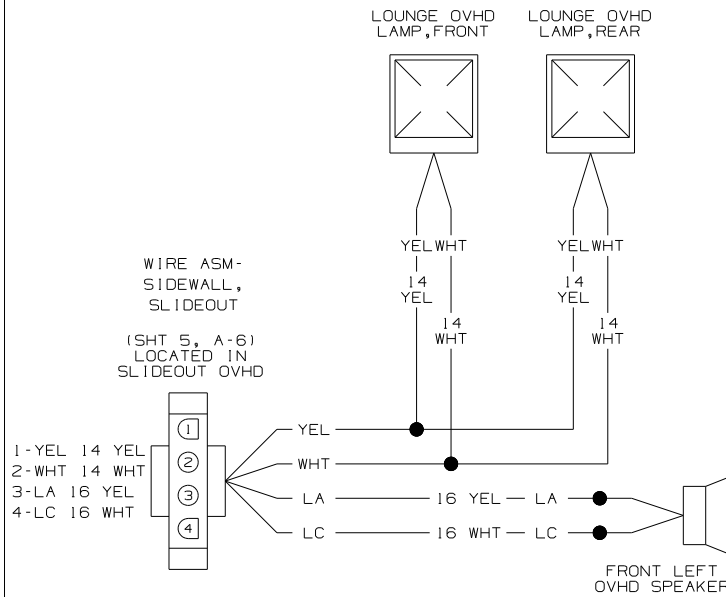 LOUNGE OVHD
LAMP,FRONT
LOUNGE OVHD
LAMP,REAR
YEL WHT
YEL WHT
14
YEL
14
YEL
14
WHT
14
WHT
WIRE ASM-
SIDEWALL,
SLIDEOUT
(SHT 5, A-6)
LOCATED IN
SLIDEOUT OVHD
1-YEL 14 YEL
2-WHT 14 WHT
3-LA 16 YEL
4-LC 16 WHT
1
2
3
4
YEL
WHT
LA 16 YEL LA
LC 16 WHT LC
FRONT LEFT
OVHD SPEAKER